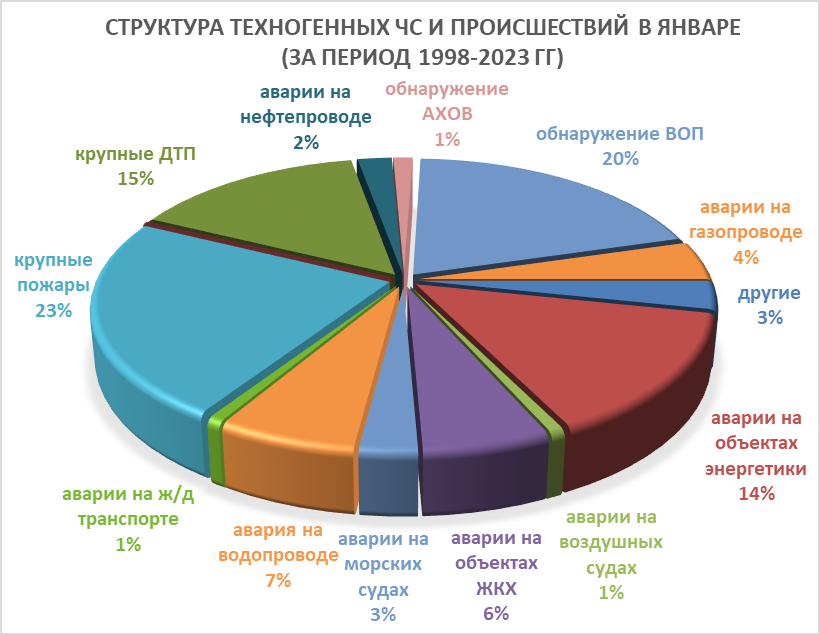 СТРУКТУРА ТЕХНОГЕННЫХ ЧС И ПРОИСШЕСТВИЙ В ЯНВАРЕ
(ЗА ПЕРИОД 1998-2023 ГГ)
обнаружение
АХОВ
1%
аварии на
нефтепроводе
2%
обнаружение ВОП
20%
крупные ДТП
15%
аварии на
газопроводе
4%
крупные
пожары
23%
другие
3%
аварии на
объектах
энергетики
14%
аварии на ж/д
транспорте
1%
авария на
водопроводе
7%
аварии на
морских
судах
3%
аварии на
объектах
ЖКХ
6%
аварии на
воздушных
судах
1%